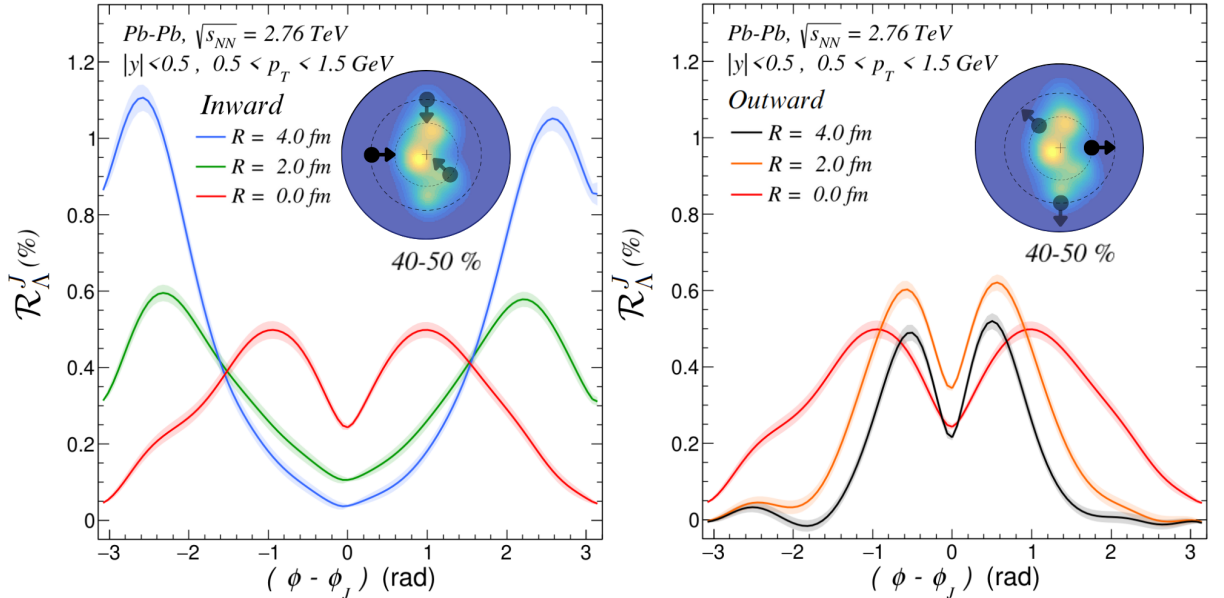 Pb-Pb, √s_NN = 2.76 TeV
|y|<0.5 , 0.5 < p_T < 1.5 GeV
Inward
R = 4.0 fm
R = 2.0 fm
R = 0.0 fm
40-50 %
1.2
1
0.8
0.6
0.4
0.2
0
ℛ_Λ^J (%)
−3 −2 −1 0 1 2 3
( ϕ - ϕ_J ) (rad)
Pb-Pb, √s_NN = 2.76 TeV
|y|<0.5 , 0.5 < p_T < 1.5 GeV
Outward
R = 4.0 fm
R = 2.0 fm
R = 0.0 fm
40-50 %
1.2
1
0.8
0.6
0.4
0.2
0
ℛ_Λ^J (%)
−3 −2 −1 0 1 2 3
( ϕ - ϕ_J ) (rad)